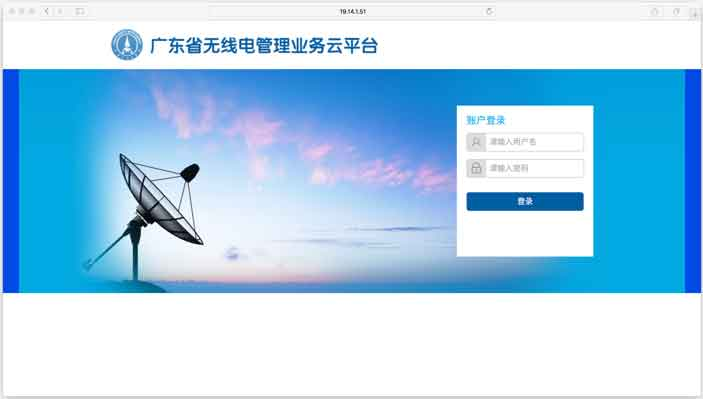 19.14.1.51
广东省无线电管理业务云平台
账户登录
请输入用户名
请输入密码
登录